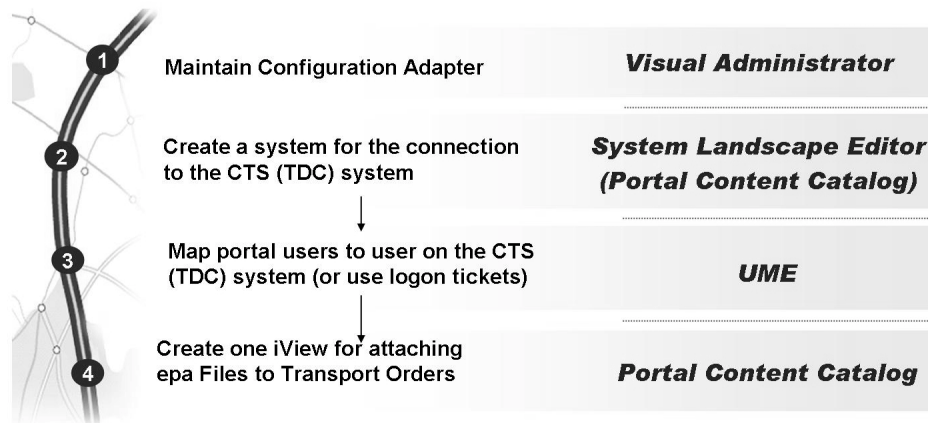 1
Maintain Configuration Adapter
Visual Administrator
2
Create a system for the connection
to the CTS (TDC) system
System Landscape Editor
(Portal Content Catalog)
3
Map portal users to user on the CTS
(TDC) system (or use logon tickets)
UME
4
Create one iView for attaching
epa Files to Transport Orders
Portal Content Catalog